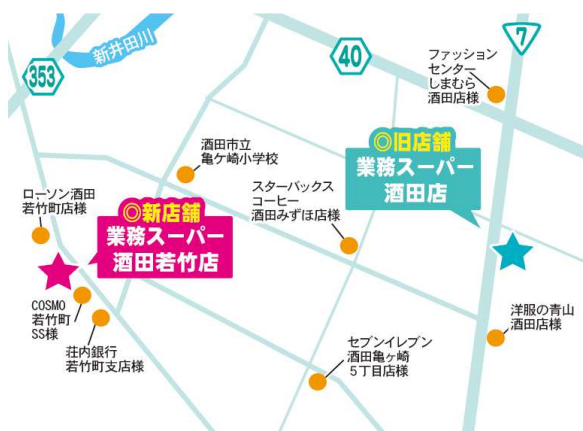 新井田川
353
40
7
ファッション
センター
しまむら
酒田店様
酒田市立
亀ケ崎小学校
◎旧店舗
業務スーパー
酒田店
ローソン酒田
若竹町店様
◎新店舗
業務スーパー
酒田若竹店
スターバックス
コーヒー
酒田みずほ店様
COSMO
若竹町
SS様
荘内銀行
若竹町支店様
洋服の青山
酒田店様
セブンイレブン
酒田亀ヶ崎
5丁目店様